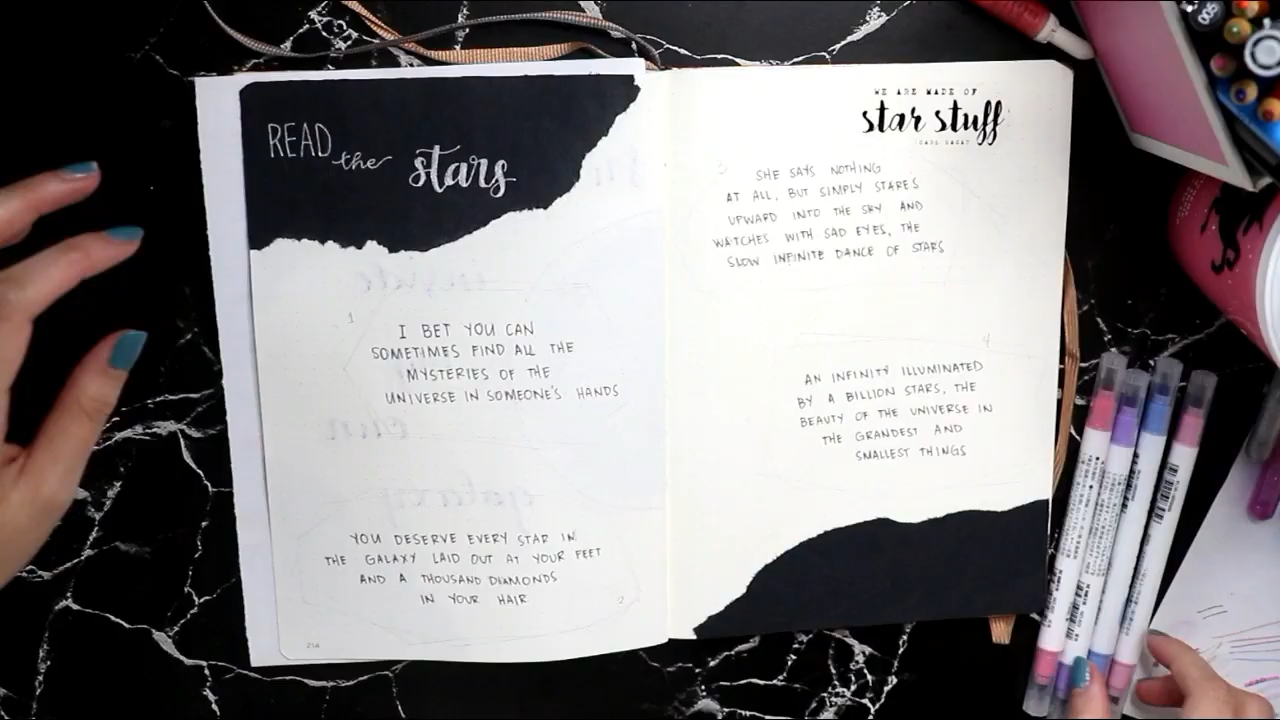 READ the stars
1
I BET YOU CAN
SOMETIMES FIND ALL THE
MYSTERIES OF THE
UNIVERSE IN SOMEONE'S HANDS
YOU DESERVE EVERY STAR IN
THE GALAXY LAID OUT AT YOUR FEET
AND A THOUSAND DIAMONDS
IN YOUR HAIR
2
214
WE ARE MADE OF
star stuff
CARL SAGAN
3
SHE SAYS NOTHING
AT ALL, BUT SIMPLY STARE'S
UPWARD INTO THE SKY AND
WATCHES WITH SAD EYES, THE
SLOW INFINITE DANCE OF STARS
4
AN INFINITY ILLUMINATED
BY A BILLION STARS, THE
BEAUTY OF THE UNIVERSE IN
THE GRANDEST AND
SMALLEST THINGS
005